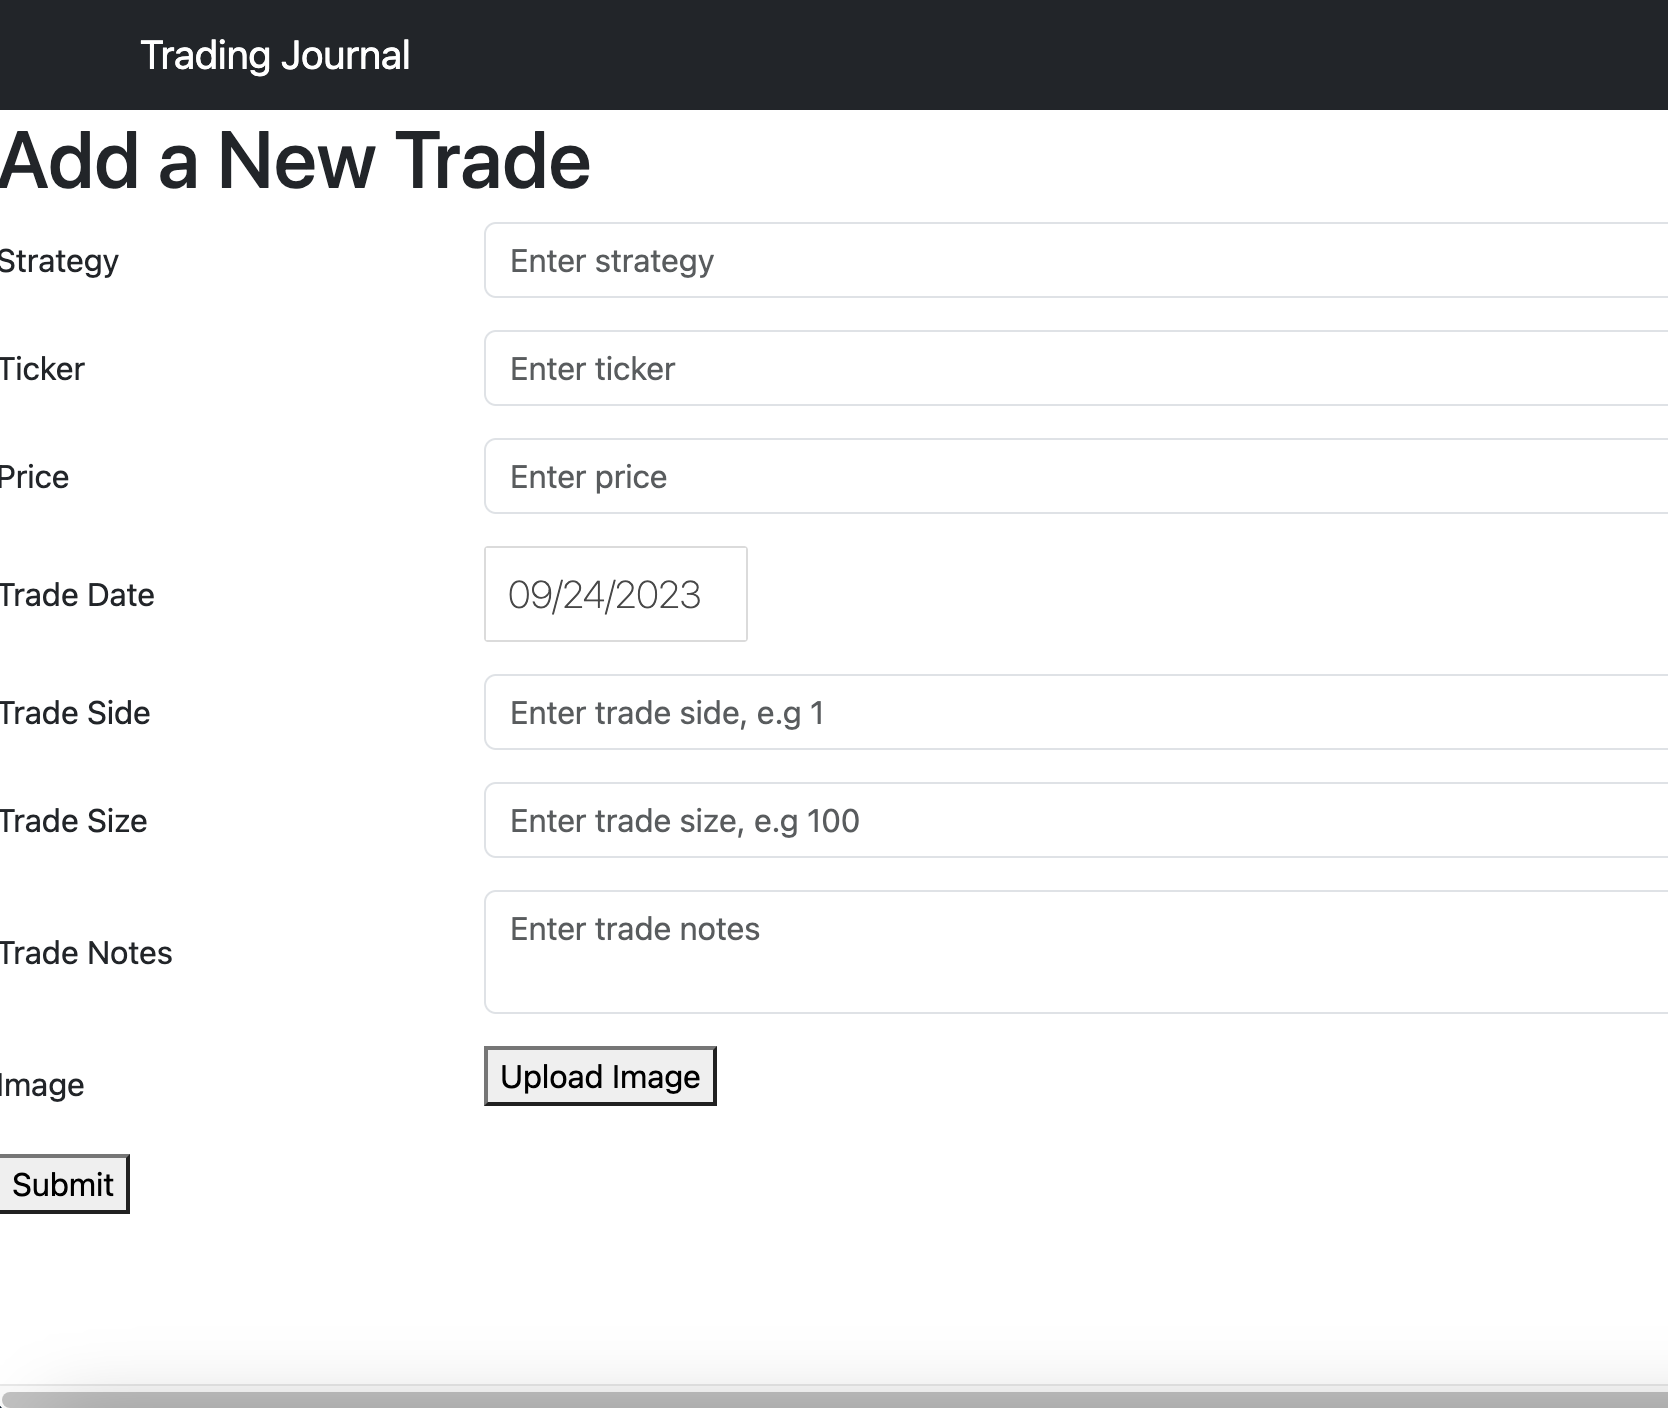 Trading Journal
Add a New Trade
Strategy Enter strategy
Ticker Enter ticker
Price Enter price
Trade Date 09/24/2023
Trade Side Enter trade side, e.g 1
Trade Size Enter trade size, e.g 100
Trade Notes Enter trade notes
Image Upload Image
Submit